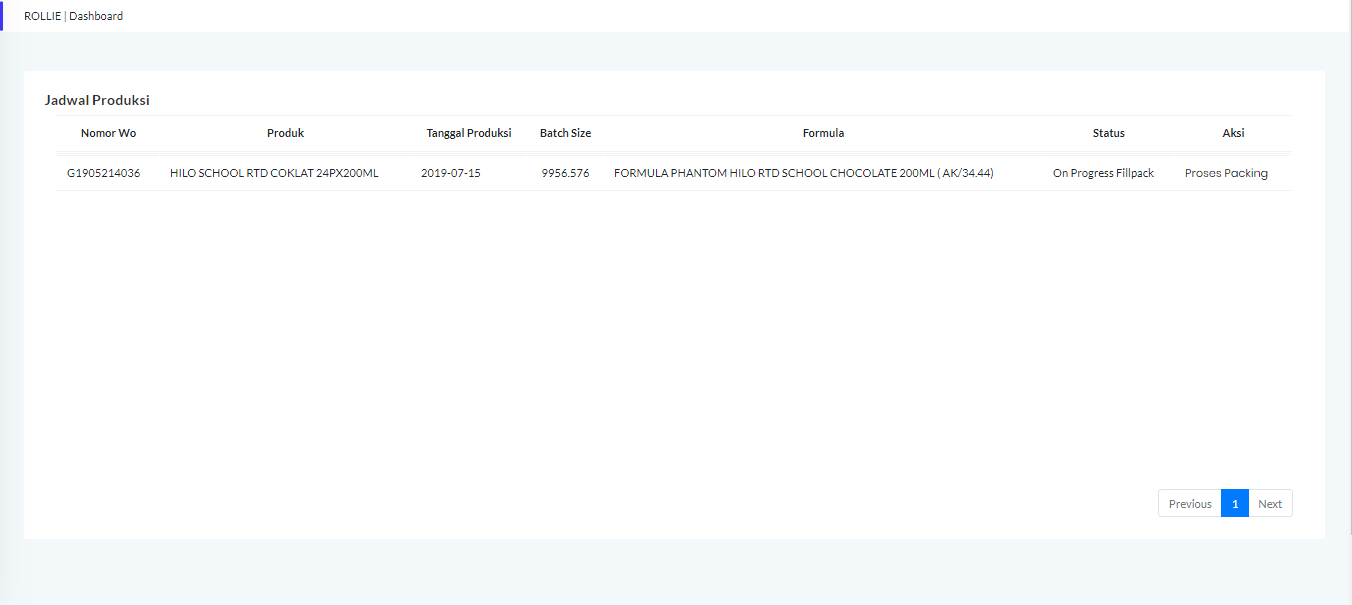 ROLLIE | Dashboard
Jadwal Produksi
Nomor Wo Produk Tanggal Produksi Batch Size Formula Status Aksi
G1905214036 HILO SCHOOL RTD COKLAT 24PX200ML 2019-07-15 9956.576 FORMULA PHANTOM HILO RTD SCHOOL CHOCOLATE 200ML ( AK/34.44) On Progress Fillpack Proses Packing
Previous 1 Next